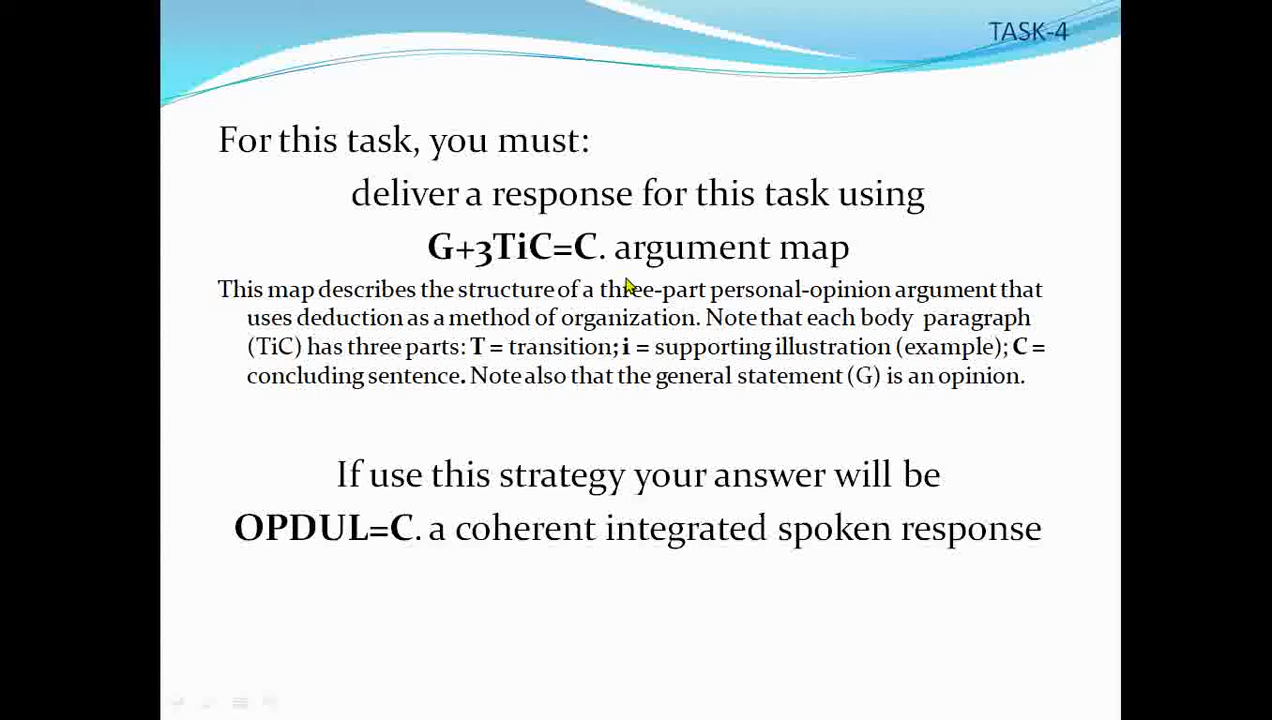 TASK-4
For this task, you must:
deliver a response for this task using
G+3TiC=C. argument map
This map describes the structure of a three-part personal-opinion argument that
uses deduction as a method of organization. Note that each body paragraph
(TiC) has three parts: T = transition; i = supporting illustration (example); C =
concluding sentence. Note also that the general statement (G) is an opinion.
If use this strategy your answer will be
OPDUL=C. a coherent integrated spoken response